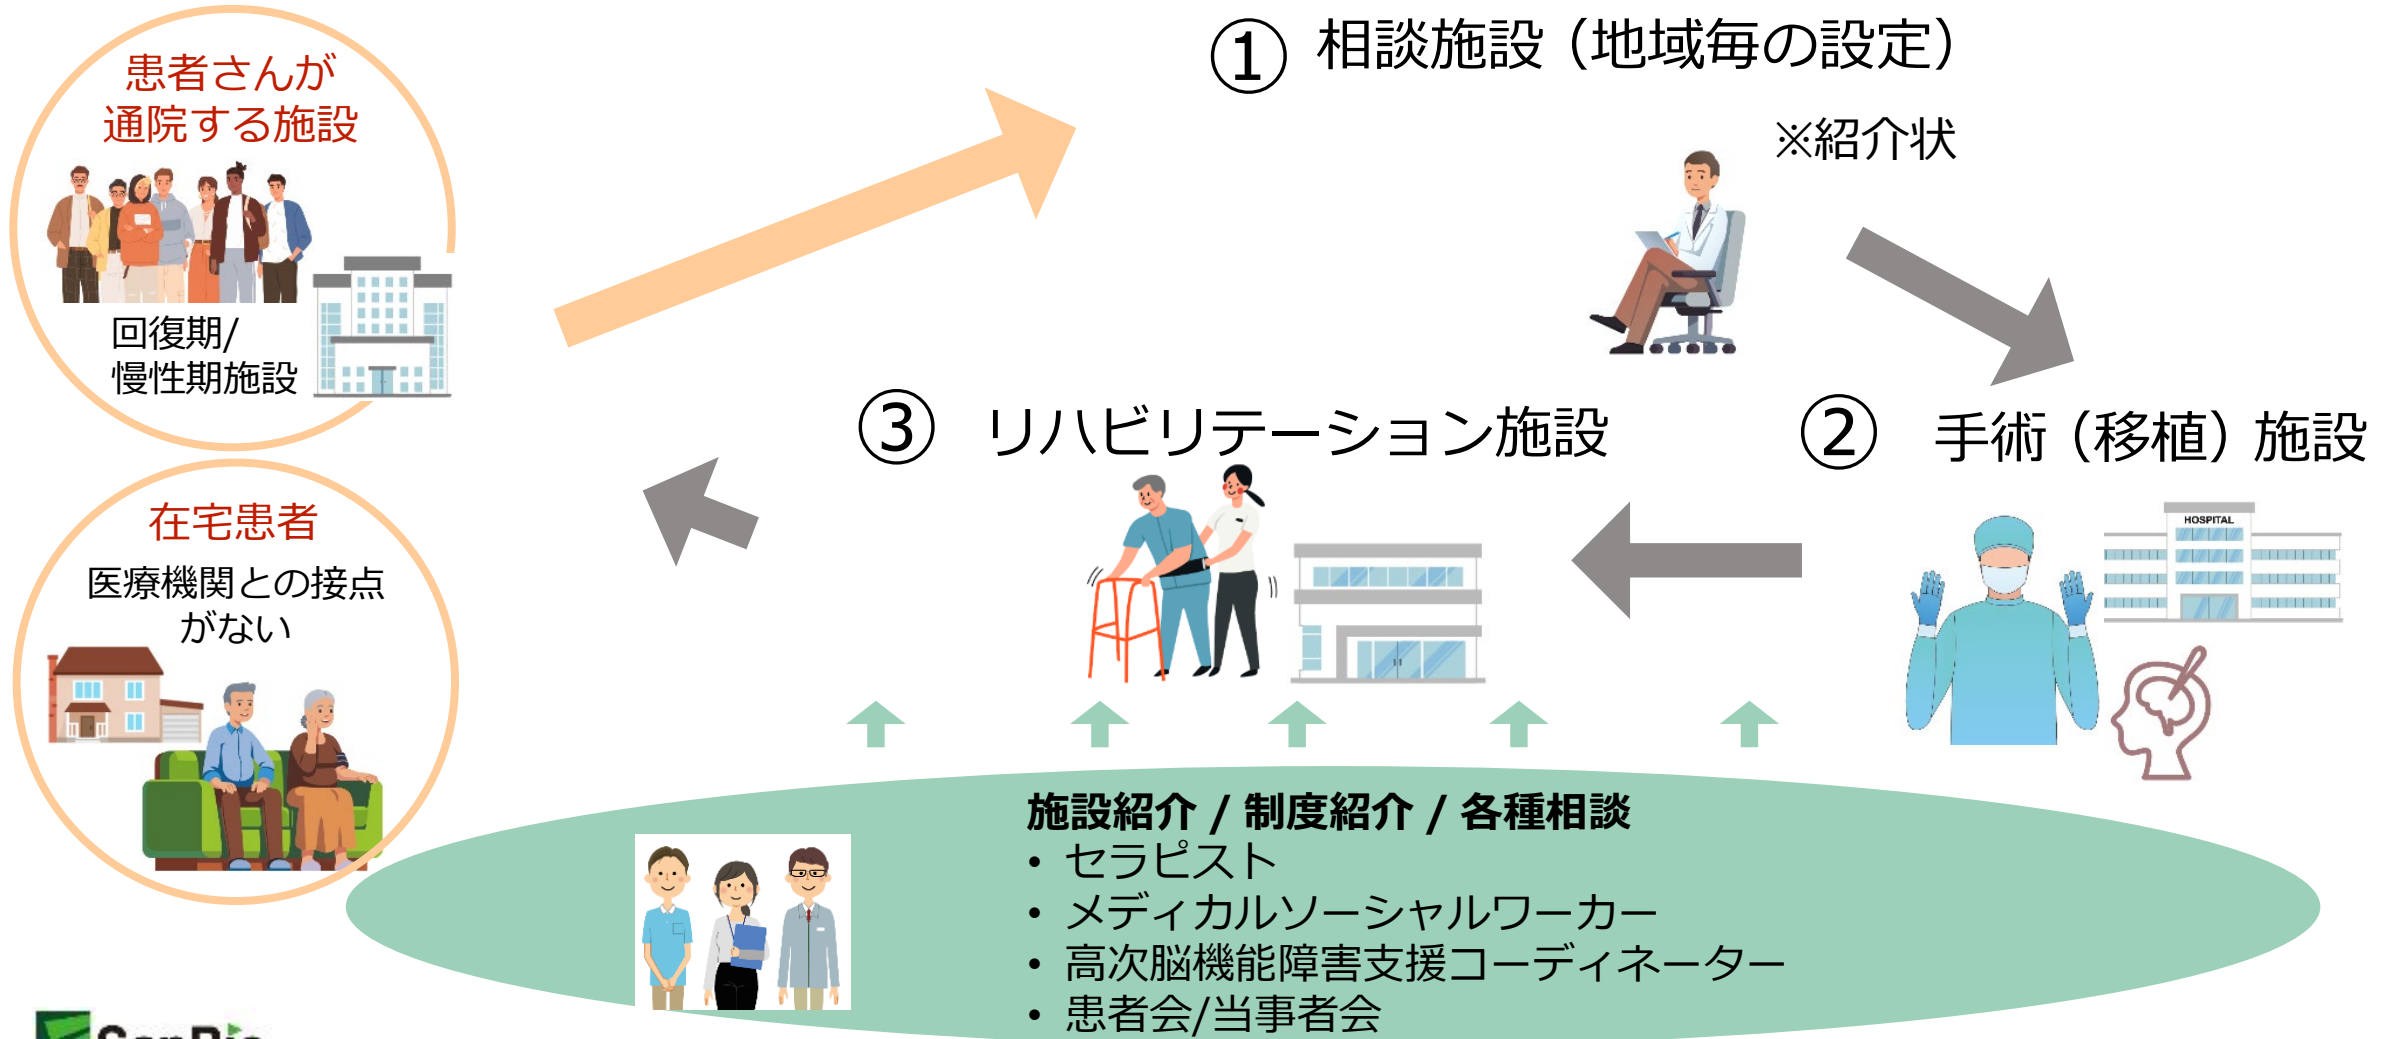 患者さんが
通院する施設
回復期/
慢性期施設
在宅患者
医療機関との接点
がない
① 相談施設（地域毎の設定）
※紹介状
② 手術（移植）施設
HOSPITAL
③ リハビリテーション施設
施設紹介 / 制度紹介 / 各種相談
• セラピスト
• メディカルソーシャルワーカー
• 高次脳機能障害支援コーディネーター
• 患者会/当事者会